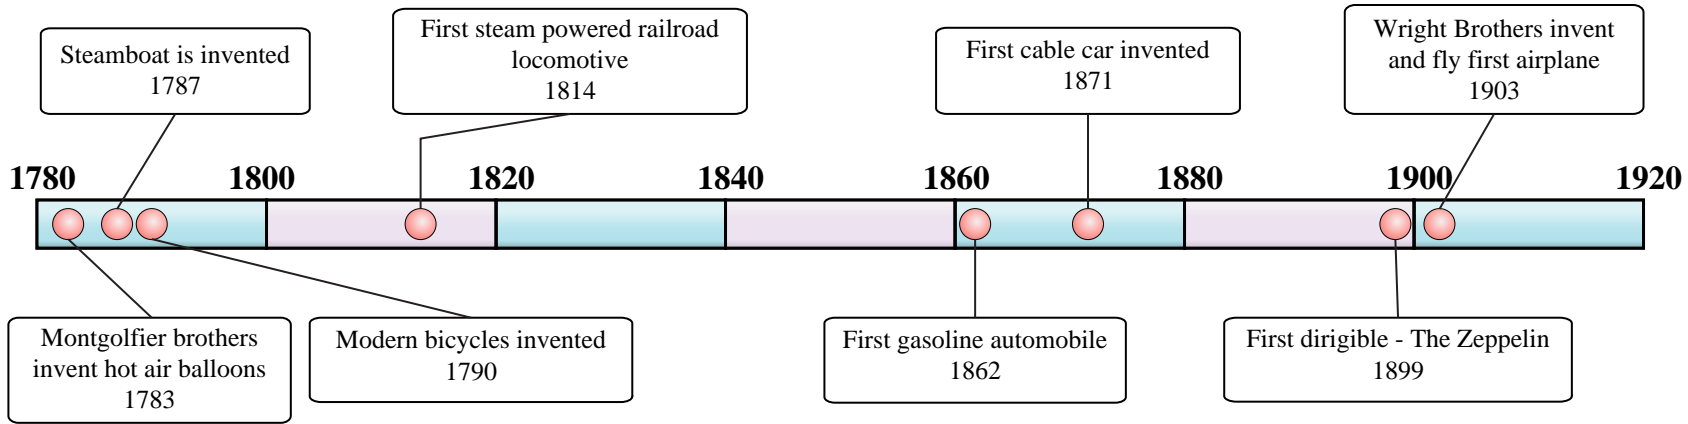 Steamboat is invented
1787
First steam powered railroad
locomotive
1814
First cable car invented
1871
Wright Brothers invent
and fly first airplane
1903
1780
1800
1820
1840
1860
1880
1900
1920
Montgolfier brothers
invent hot air balloons
1783
Modern bicycles invented
1790
First gasoline automobile
1862
First dirigible - The Zeppelin
1899